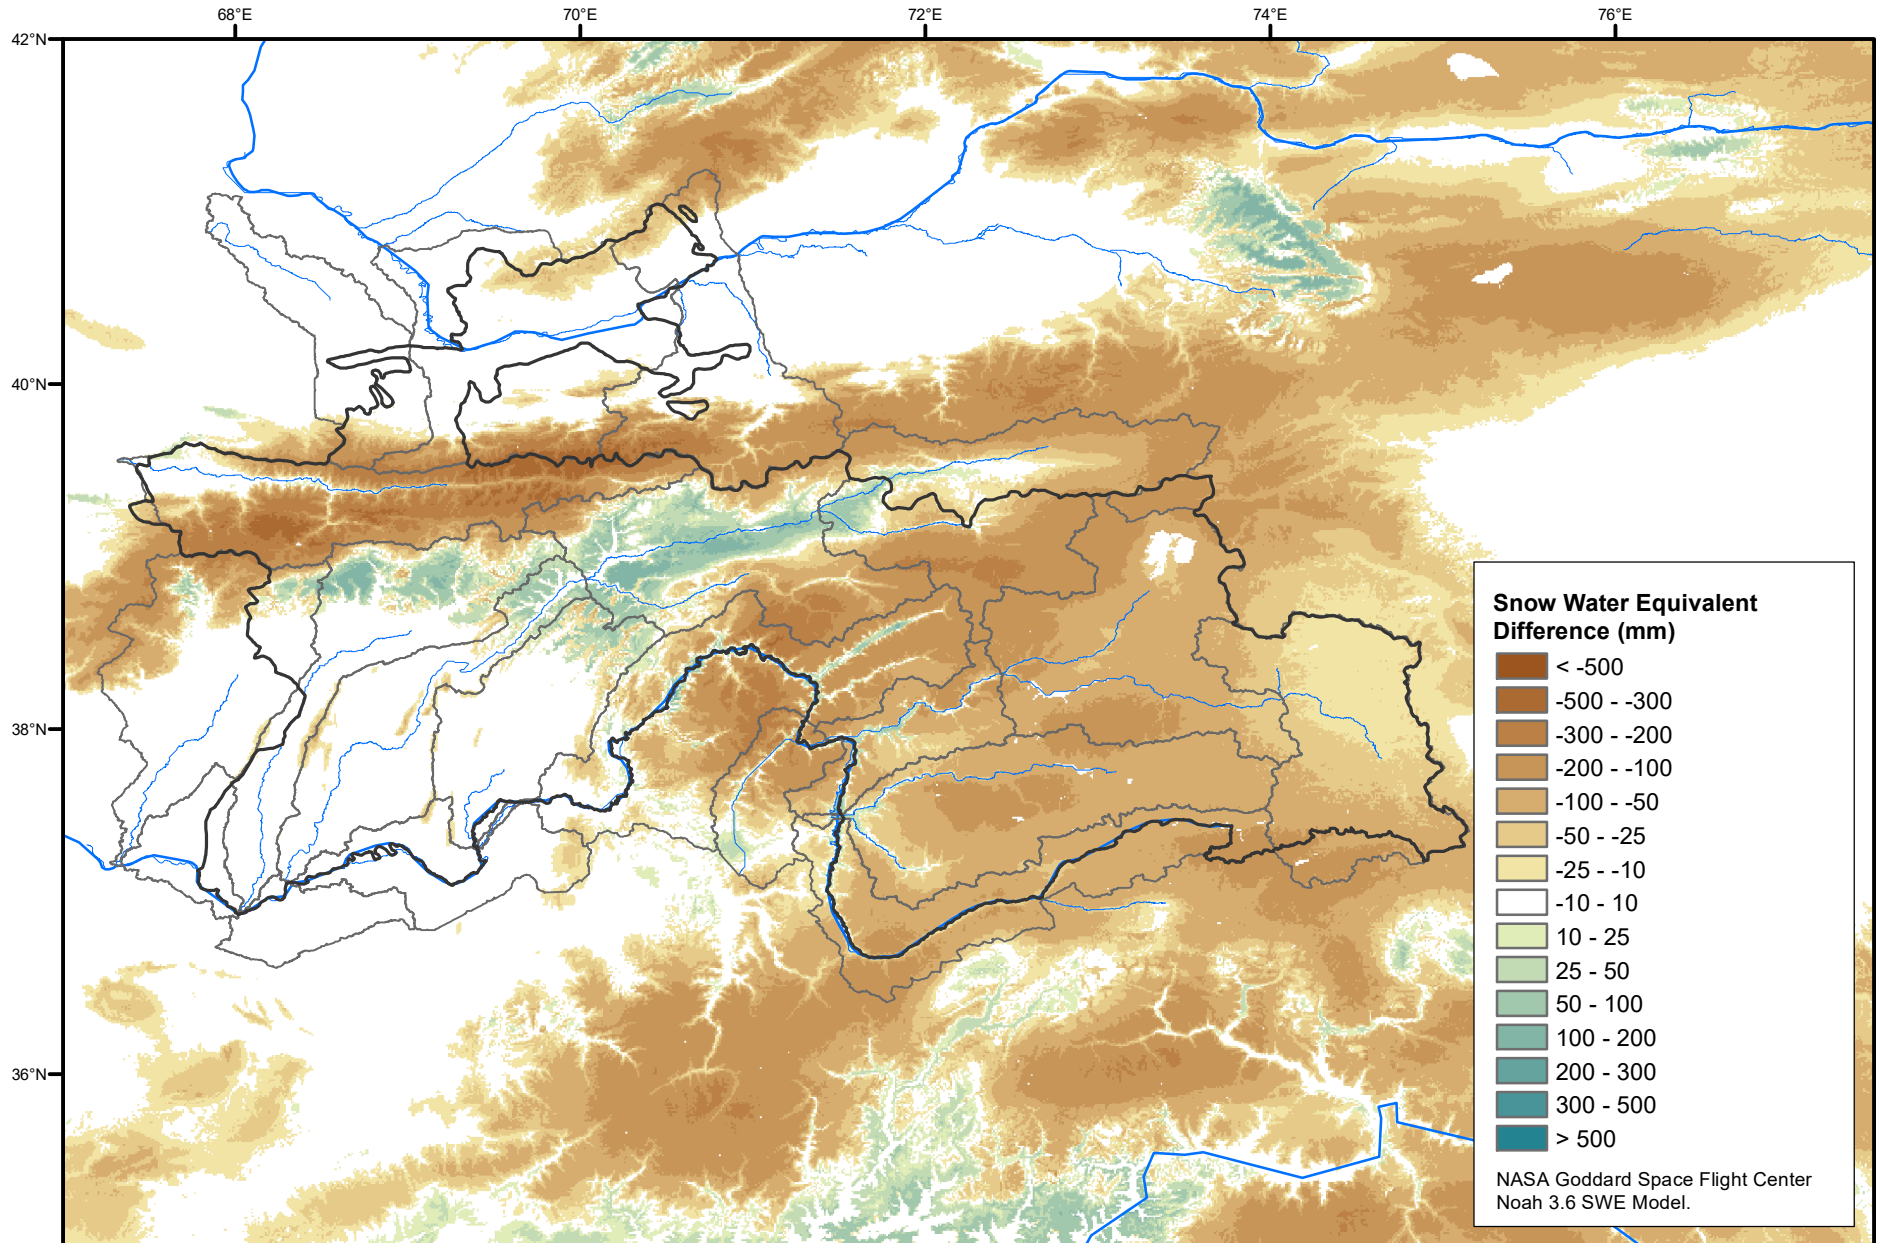 68°E 70°E 72°E 74°E 76°E
42°N
40°N
38°N
36°N
Snow Water Equivalent
Difference (mm)
< -500
-500 - -300
-300 - -200
-200 - -100
-100 - -50
-50 - -25
-25 - -10
-10 - 10
10 - 25
25 - 50
50 - 100
100 - 200
200 - 300
300 - 500
> 500
NASA Goddard Space Flight Center
Noah 3.6 SWE Model.